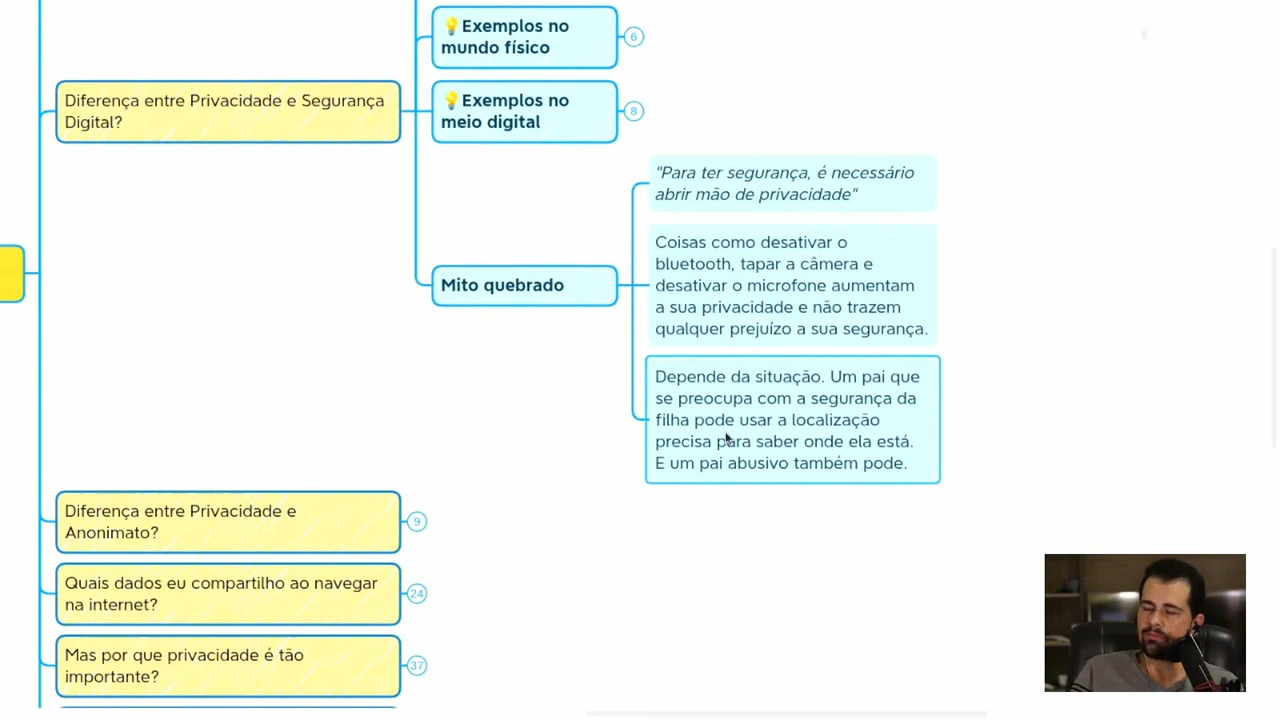 💡Exemplos no
mundo físico
6
Diferença entre Privacidade e Segurança
Digital?
💡Exemplos no
meio digital
8
Mito quebrado
"Para ter segurança, é necessário
abrir mão de privacidade"
Coisas como desativar o
bluetooth, tapar a câmera e
desativar o microfone aumentam
a sua privacidade e não trazem
qualquer prejuízo a sua segurança.
Depende da situação. Um pai que
se preocupa com a segurança da
filha pode usar a localização
precisa para saber onde ela está.
E um pai abusivo também pode.
Diferença entre Privacidade e
Anonimato?
9
Quais dados eu compartilho ao navegar
na internet?
24
Mas por que privacidade é tão
importante?
37